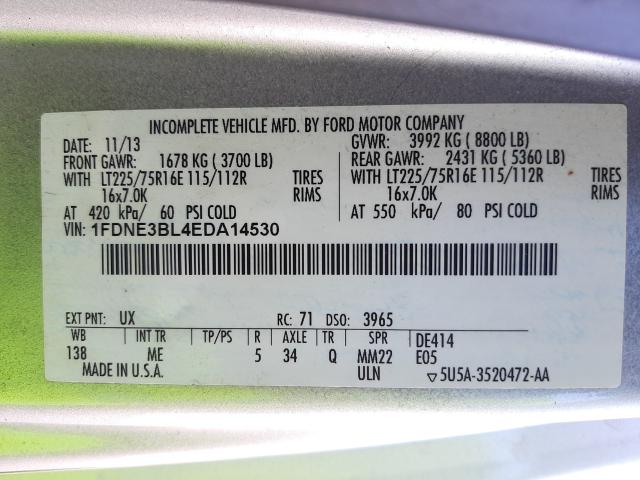 INCOMPLETE VEHICLE MFD. BY FORD MOTOR COMPANY
DATE: 11/13 GVWR: 3992 KG ( 8800 LB)
FRONT GAWR: 1678 KG ( 3700 LB) REAR GAWR: 2431 KG ( 5360 LB)
WITH LT225/75R16E 115/112R TIRES WITH LT225/75R16E 115/112R TIRES
16x7.0K RIMS 16x7.0K RIMS
AT 420 kPa/ 60 PSI COLD AT 550 kPa/ 80 PSI COLD
VIN: 1FDNE3BL4EDA14530
EXT PNT: UX RC: 71 DSO: 3965
WB INT TR TP/PS R AXLE TR SPR DE414
138 ME 5 34 Q MM22 E05
MADE IN U.S.A. ULN ▽5U5A-3520472-AA